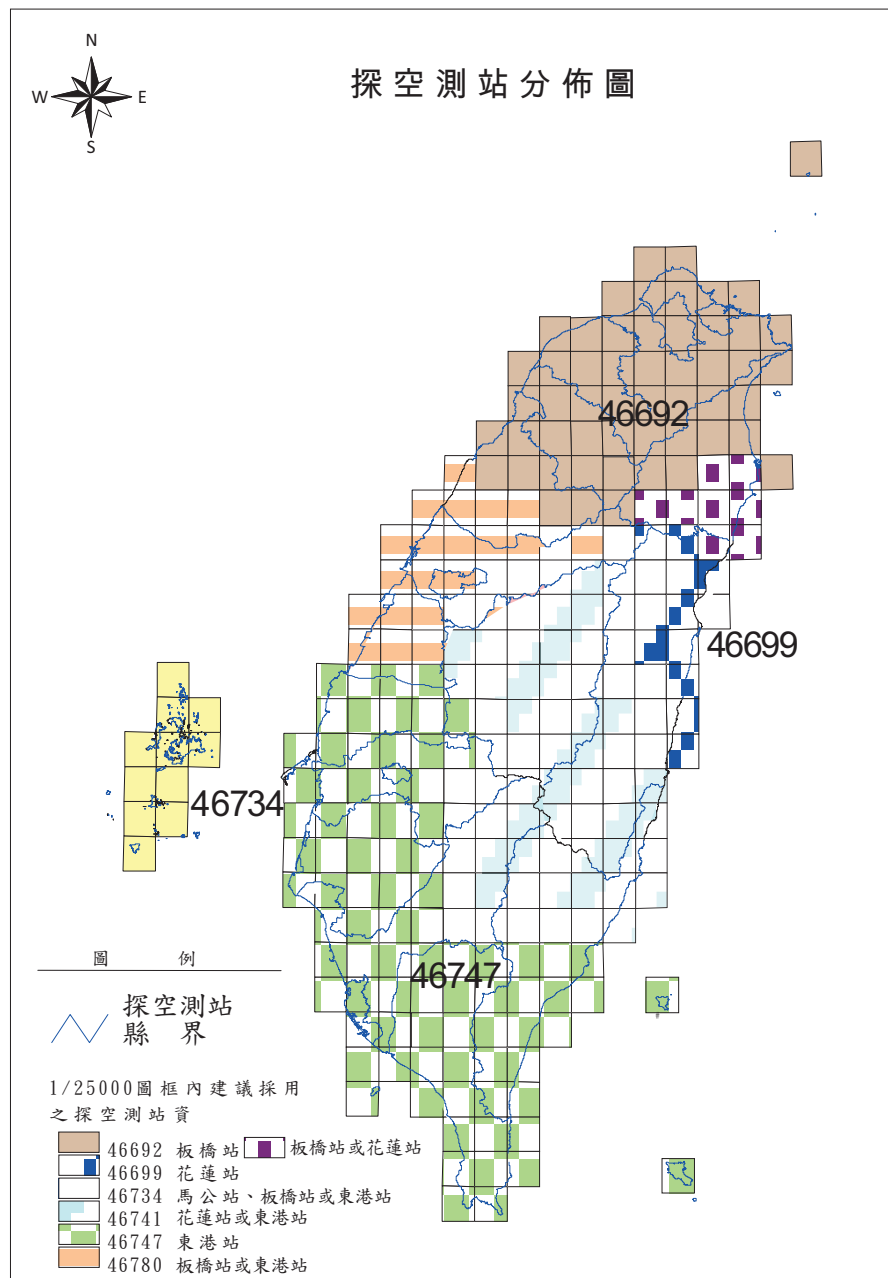 N
W E
S
探空測站分佈圖
46692
46699
46734
46747
圖 例
探空測站
縣 界
1/25000圖框內建議採用
之探空測站資
46692 板橋站 板橋站或花蓮站
46699 花蓮站
46734 馬公站、板橋站或東港站
46741 花蓮站或東港站
46747 東港站
46780 板橋站或東港站